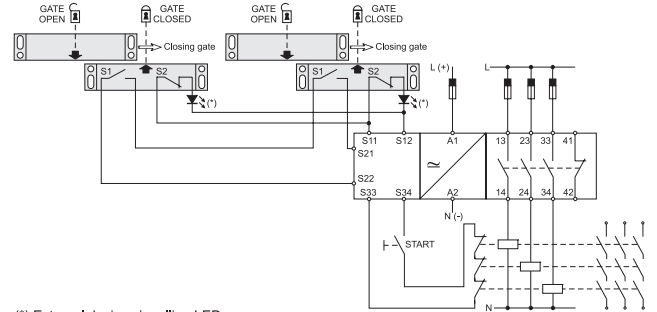 GATE OPEN
GATE CLOSED
GATE OPEN
GATE CLOSED
Closing gate
Closing gate
S1 S2
S1 S2
(*)
(*)
L (+)
L
S11 S12 A1 13 23 33 41
S21
≃
S22
S33 S34 A2 14 24 34 42
N (-)
START
N